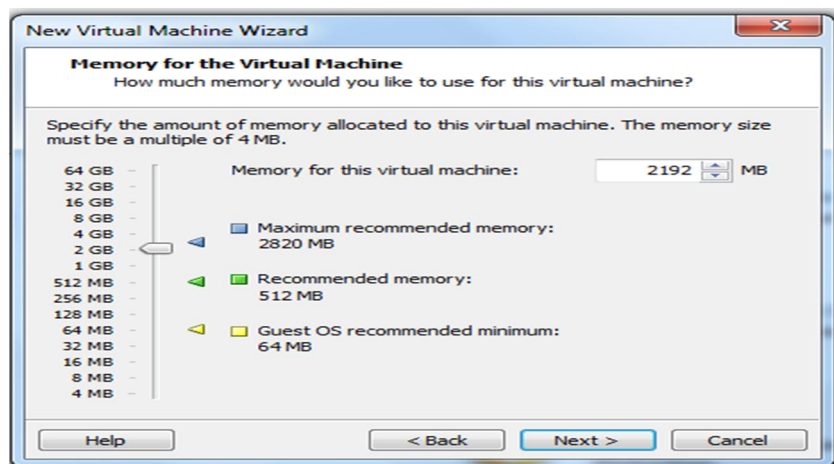 New Virtual Machine Wizard
Memory for the Virtual Machine
How much memory would you like to use for this virtual machine?
Specify the amount of memory allocated to this virtual machine. The memory size
must be a multiple of 4 MB.
Memory for this virtual machine: 2192 MB
64 GB
32 GB
16 GB
8 GB
4 GB
2 GB
1 GB
512 MB
256 MB
128 MB
64 MB
32 MB
16 MB
8 MB
4 MB
Maximum recommended memory:
2820 MB
Recommended memory:
512 MB
Guest OS recommended minimum:
64 MB
Help
< Back
Next >
Cancel